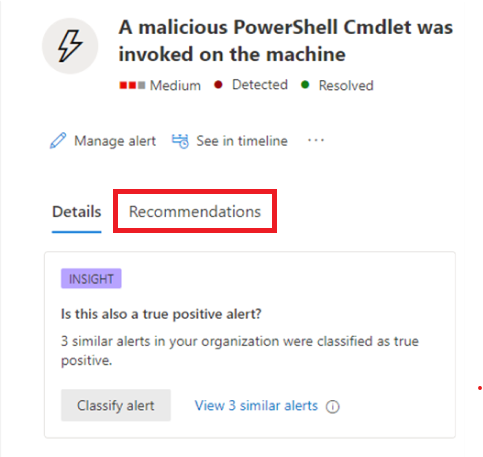 A malicious PowerShell Cmdlet was
invoked on the machine
Medium Detected Resolved
Manage alert See in timeline ...
Details Recommendations
INSIGHT
Is this also a true positive alert?
3 similar alerts in your organization were classified as true
positive.
Classify alert View 3 similar alerts